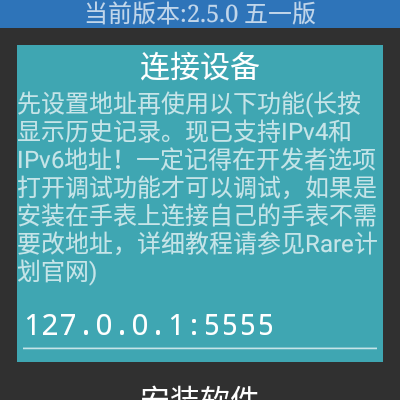 当前版本:2.5.0 五一版
连接设备
先设置地址再使用以下功能(长按
显示历史记录。现已支持IPv4和
IPv6地址！一定记得在开发者选项
打开调试功能才可以调试，如果是
安装在手表上连接自己的手表不需
要改地址，详细教程请参见Rare计
划官网)
127.0.0.1:5555
安装软件